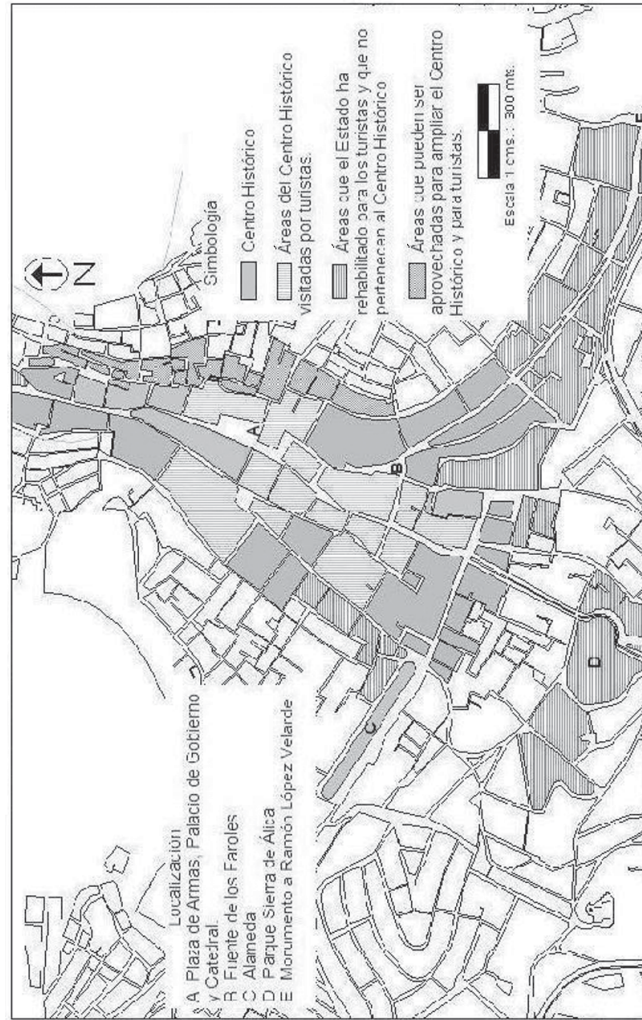 Localización
A Plaza de Armas, Palacio de Gobierno
y Catedral.
B Fuente de los Faroles
C Alameda
D Parque Sierra de Álica
E Monumento a Ramón López Velarde
N
Simbología
Centro Histórico
Áreas del Centro Histórico
visitadas por turistas.
Áreas que el Estado ha
rehabilitado para los turistas y que no
pertenecen al Centro Histórico
Áreas que pueden ser
aprovechadas para ampliar el Centro
Histórico y para turistas.
Escala 1 cms. : 300 mts.
A
B
C
D
E